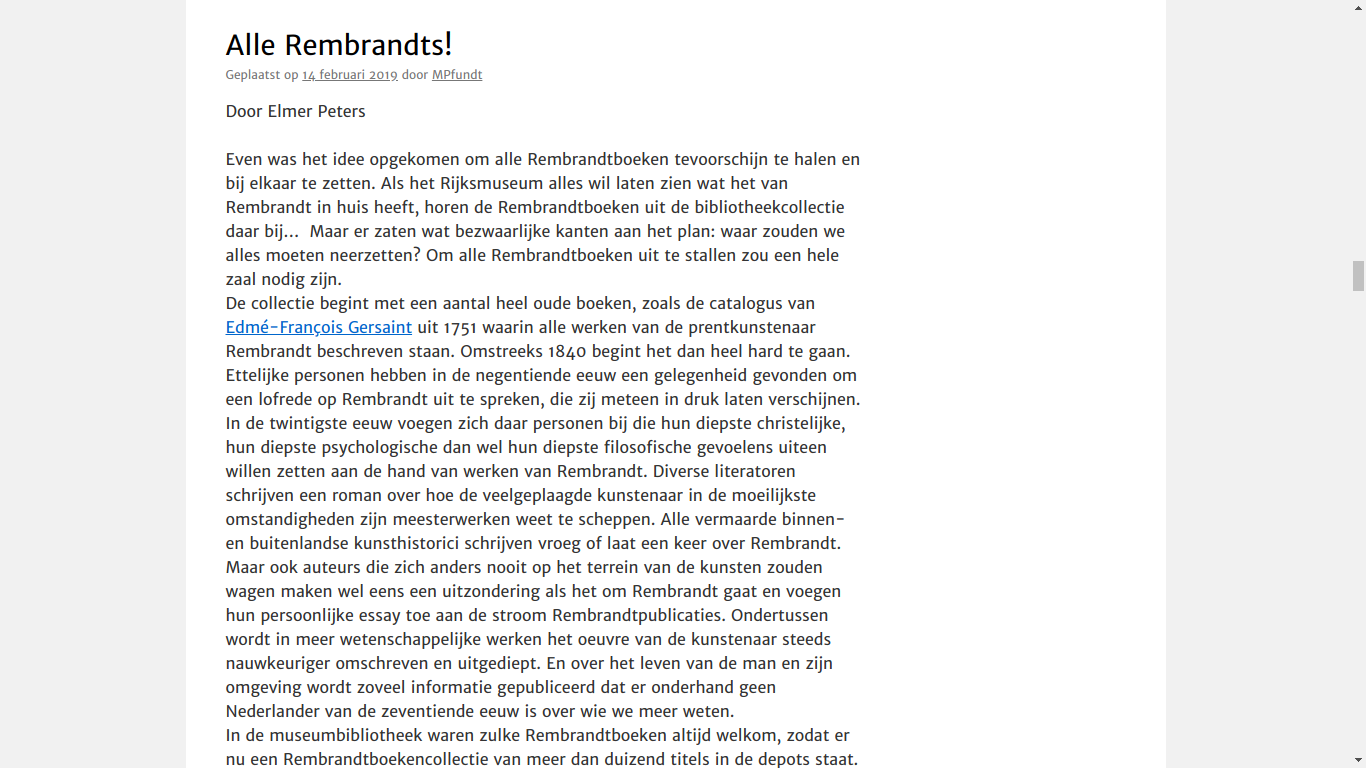 Alle Rembrandts!
Geplaatst op 14 februari 2019 door MPfundt
Door Elmer Peters
Even was het idee opgekomen om alle Rembrandtboeken tevoorschijn te halen en
bij elkaar te zetten. Als het Rijksmuseum alles wil laten zien wat het van
Rembrandt in huis heeft, horen de Rembrandtboeken uit de bibliotheekcollectie
daar bij…  Maar er zaten wat bezwaarlijke kanten aan het plan: waar zouden we
alles moeten neerzetten? Om alle Rembrandtboeken uit te stallen zou een hele
zaal nodig zijn.
De collectie begint met een aantal heel oude boeken, zoals de catalogus van
Edmé-François Gersaint uit 1751 waarin alle werken van de prentkunstenaar
Rembrandt beschreven staan. Omstreeks 1840 begint het dan heel hard te gaan.
Ettelijke personen hebben in de negentiende eeuw een gelegenheid gevonden om
een lofrede op Rembrandt uit te spreken, die zij meteen in druk laten verschijnen.
In de twintigste eeuw voegen zich daar personen bij die hun diepste christelijke,
hun diepste psychologische dan wel hun diepste filosofische gevoelens uiteen
willen zetten aan de hand van werken van Rembrandt. Diverse literatoren
schrijven een roman over hoe de veelgeplaagde kunstenaar in de moeilijkste
omstandigheden zijn meesterwerken weet te scheppen. Alle vermaarde binnen-
en buitenlandse kunsthistorici schrijven vroeg of laat een keer over Rembrandt.
Maar ook auteurs die zich anders nooit op het terrein van de kunsten zouden
wagen maken wel eens een uitzondering als het om Rembrandt gaat en voegen
hun persoonlijke essay toe aan de stroom Rembrandtpublicaties. Ondertussen
wordt in meer wetenschappelijke werken het oeuvre van de kunstenaar steeds
nauwkeuriger omschreven en uitgediept. En over het leven van de man en zijn
omgeving wordt zoveel informatie gepubliceerd dat er onderhand geen
Nederlander van de zeventiende eeuw is over wie we meer weten.
In de museumbibliotheek waren zulke Rembrandtboeken altijd welkom, zodat er
nu een Rembrandtboekencollectie van meer dan duizend titels in de depots staat.